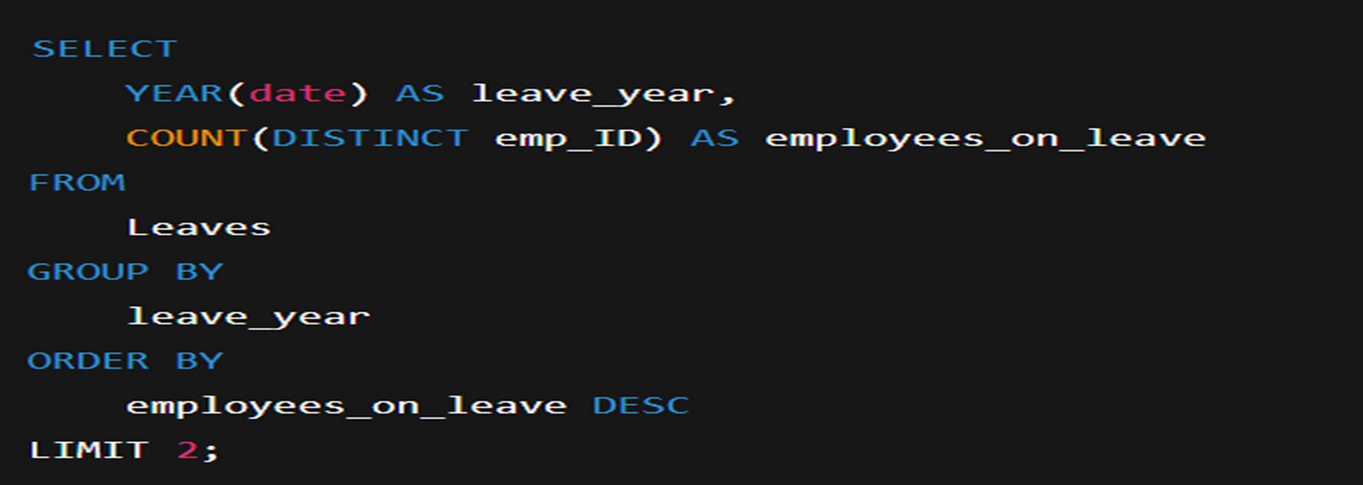 SELECT
YEAR(date) AS leave_year,
COUNT(DISTINCT emp_ID) AS employees_on_leave
FROM
Leaves
GROUP BY
leave_year
ORDER BY
employees_on_leave DESC
LIMIT 2;